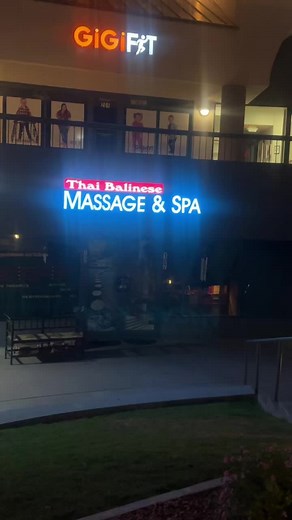 GiGiFiT
Thai Balinese
MASSAGE & SPA